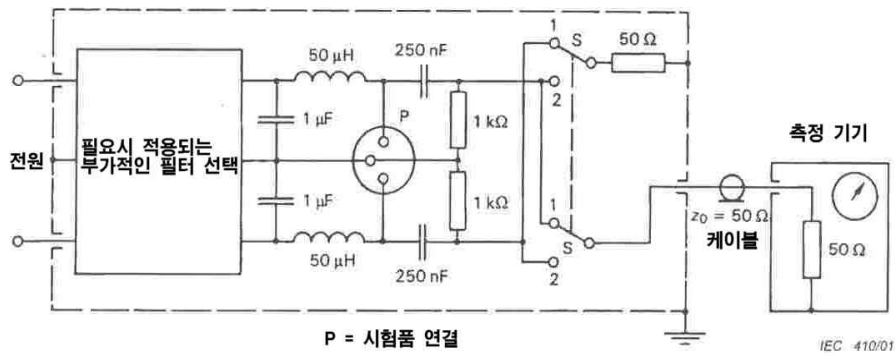 전원
필요시 적용되는
부가적인 필터 선택
50 μH
250 nF
1 μF
P
1 kΩ
1 μF
1 kΩ
50 μH
250 nF
1
S
2
50 Ω
1
S
2
측정 기기
z₀ = 50 Ω
케이블
50 Ω
P = 시험품 연결
IEC 410/01